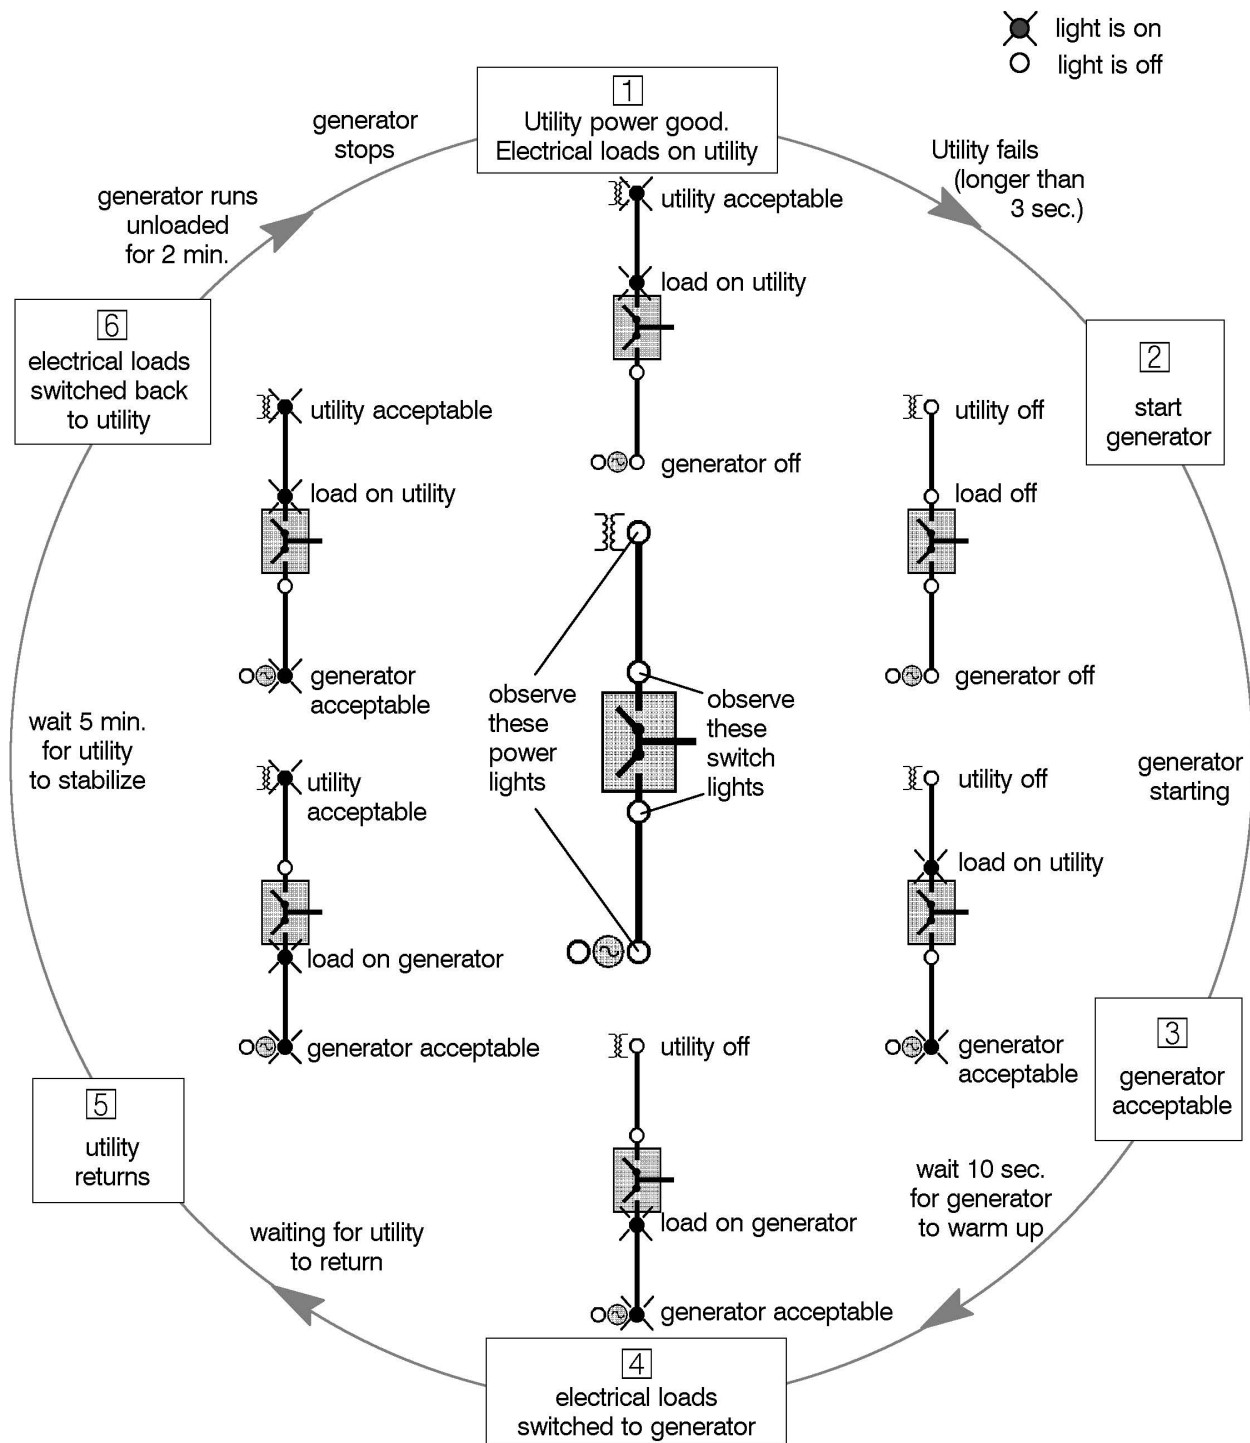 light is on
light is off
1
Utility power good.
Electrical loads on utility
generator
stops
Utility fails
(longer than
3 sec.)
generator runs
unloaded
for 2 min.
utility acceptable
load on utility
generator off
6
electrical loads
switched back
to utility
2
start
generator
utility acceptable
load on utility
generator
acceptable
utility off
load off
generator off
observe
these
power
lights
observe
these
switch
lights
wait 5 min.
for utility
to stabilize
generator
starting
utility
acceptable
load on generator
generator acceptable
utility off
load on utility
generator
acceptable
3
generator
acceptable
utility off
load on generator
generator acceptable
5
utility
returns
wait 10 sec.
for generator
to warm up
waiting for utility
to return
4
electrical loads
switched to generator